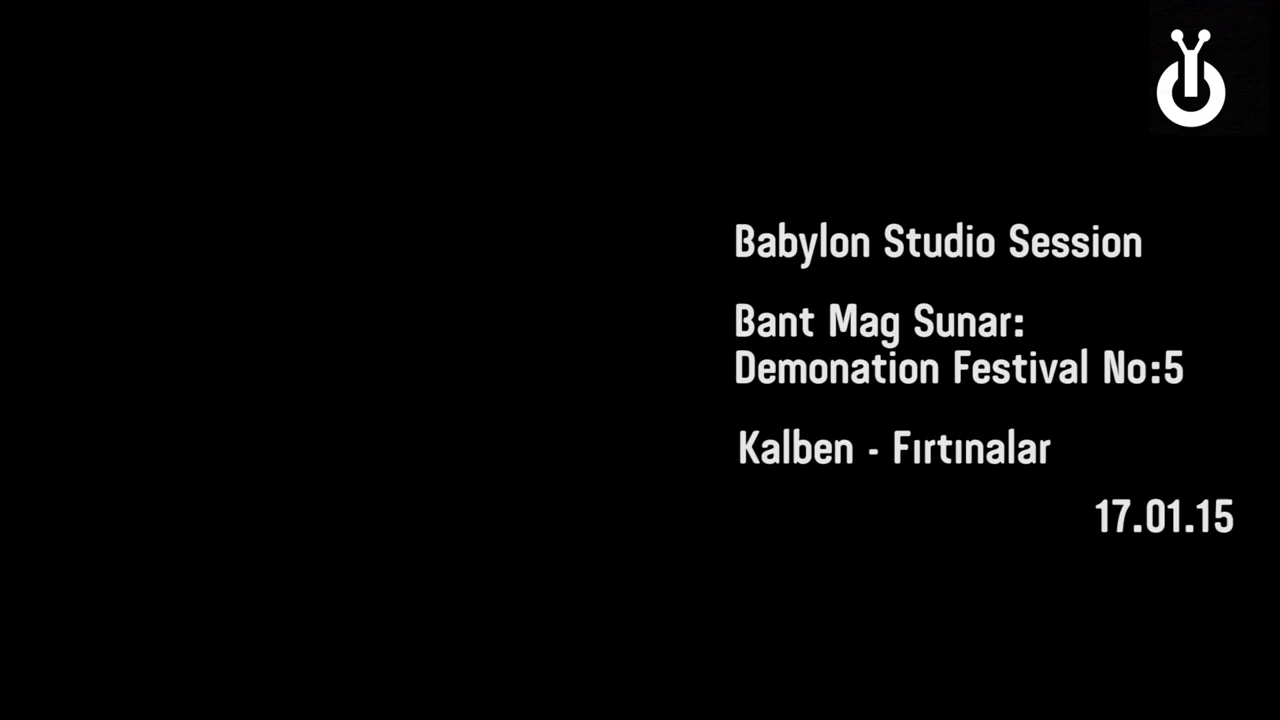 Babylon Studio Session
Bant Mag Sunar:
Demonation Festival No:5
Kalben - Fırtınalar
17.01.15